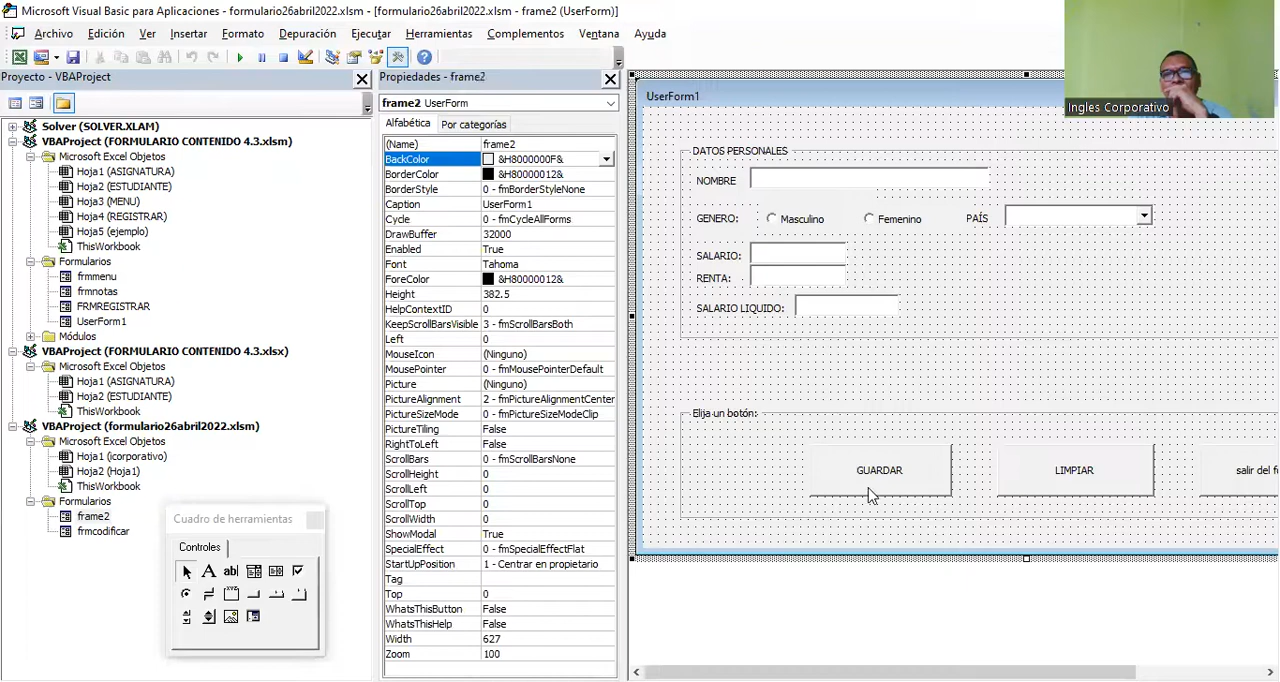 Microsoft Visual Basic para Aplicaciones - formulario26abril2022.xlsm - [formulario26abril2022.xlsm - frame2 (UserForm)]
Archivo Edición Ver Insertar Formato Depuración Ejecutar Herramientas Complementos Ventana Ayuda
Proyecto - VBAProject
Solver (SOLVER.XLAM)
VBAProject (FORMULARIO CONTENIDO 4.3.xlsm)
Microsoft Excel Objetos
Hoja1 (ASIGNATURA)
Hoja2 (ESTUDIANTE)
Hoja3 (MENU)
Hoja4 (REGISTRAR)
Hoja5 (ejemplo)
ThisWorkbook
Formularios
frmmenu
frmnotas
FRMREGISTRAR
UserForm1
Módulos
VBAProject (FORMULARIO CONTENIDO 4.3.xlsx)
Microsoft Excel Objetos
Hoja1 (ASIGNATURA)
Hoja2 (ESTUDIANTE)
ThisWorkbook
VBAProject (formulario26abril2022.xlsm)
Microsoft Excel Objetos
Hoja1 (corporativo)
Hoja2 (Hoja1)
ThisWorkbook
Formularios
frame2
frmcodificar
Cuadro de herramientas
Controles
A ab|
Propiedades - frame2
frame2 UserForm
Alfabética Por categorías
(Name) frame2
BackColor &H8000000F&
BorderColor &H80000012&
BorderStyle 0 - fmBorderStyleNone
Caption UserForm1
Cycle 0 - fmCycleAllForms
DrawBuffer 32000
Enabled True
Font Tahoma
ForeColor &H80000012&
Height 382.5
HelpContextID 0
KeepScrollBarsVisible 3 - fmScrollBarsBoth
Left 0
MouseIcon (Ninguno)
MousePointer 0 - fmMousePointerDefault
Picture (Ninguno)
PictureAlignment 2 - fmPictureAlignmentCenter
PictureSizeMode 0 - fmPictureSizeModeClip
PictureTiling False
RightToLeft False
ScrollBars 0 - fmScrollBarsNone
ScrollHeight 0
ScrollLeft 0
ScrollTop 0
ScrollWidth 0
ShowModal True
SpecialEffect 0 - fmSpecialEffectFlat
StartUpPosition 1 - Centrar en propietario
Tag
Top 0
WhatsThisButton False
WhatsThisHelp False
Width 627
Zoom 100
UserForm1
DATOS PERSONALES
NOMBRE
GENERO: Masculino Femenino PAÍS
SALARIO:
RENTA:
SALARIO LIQUIDO:
Elija un botón:
GUARDAR LIMPIAR salir del f
Ingles Corporativo